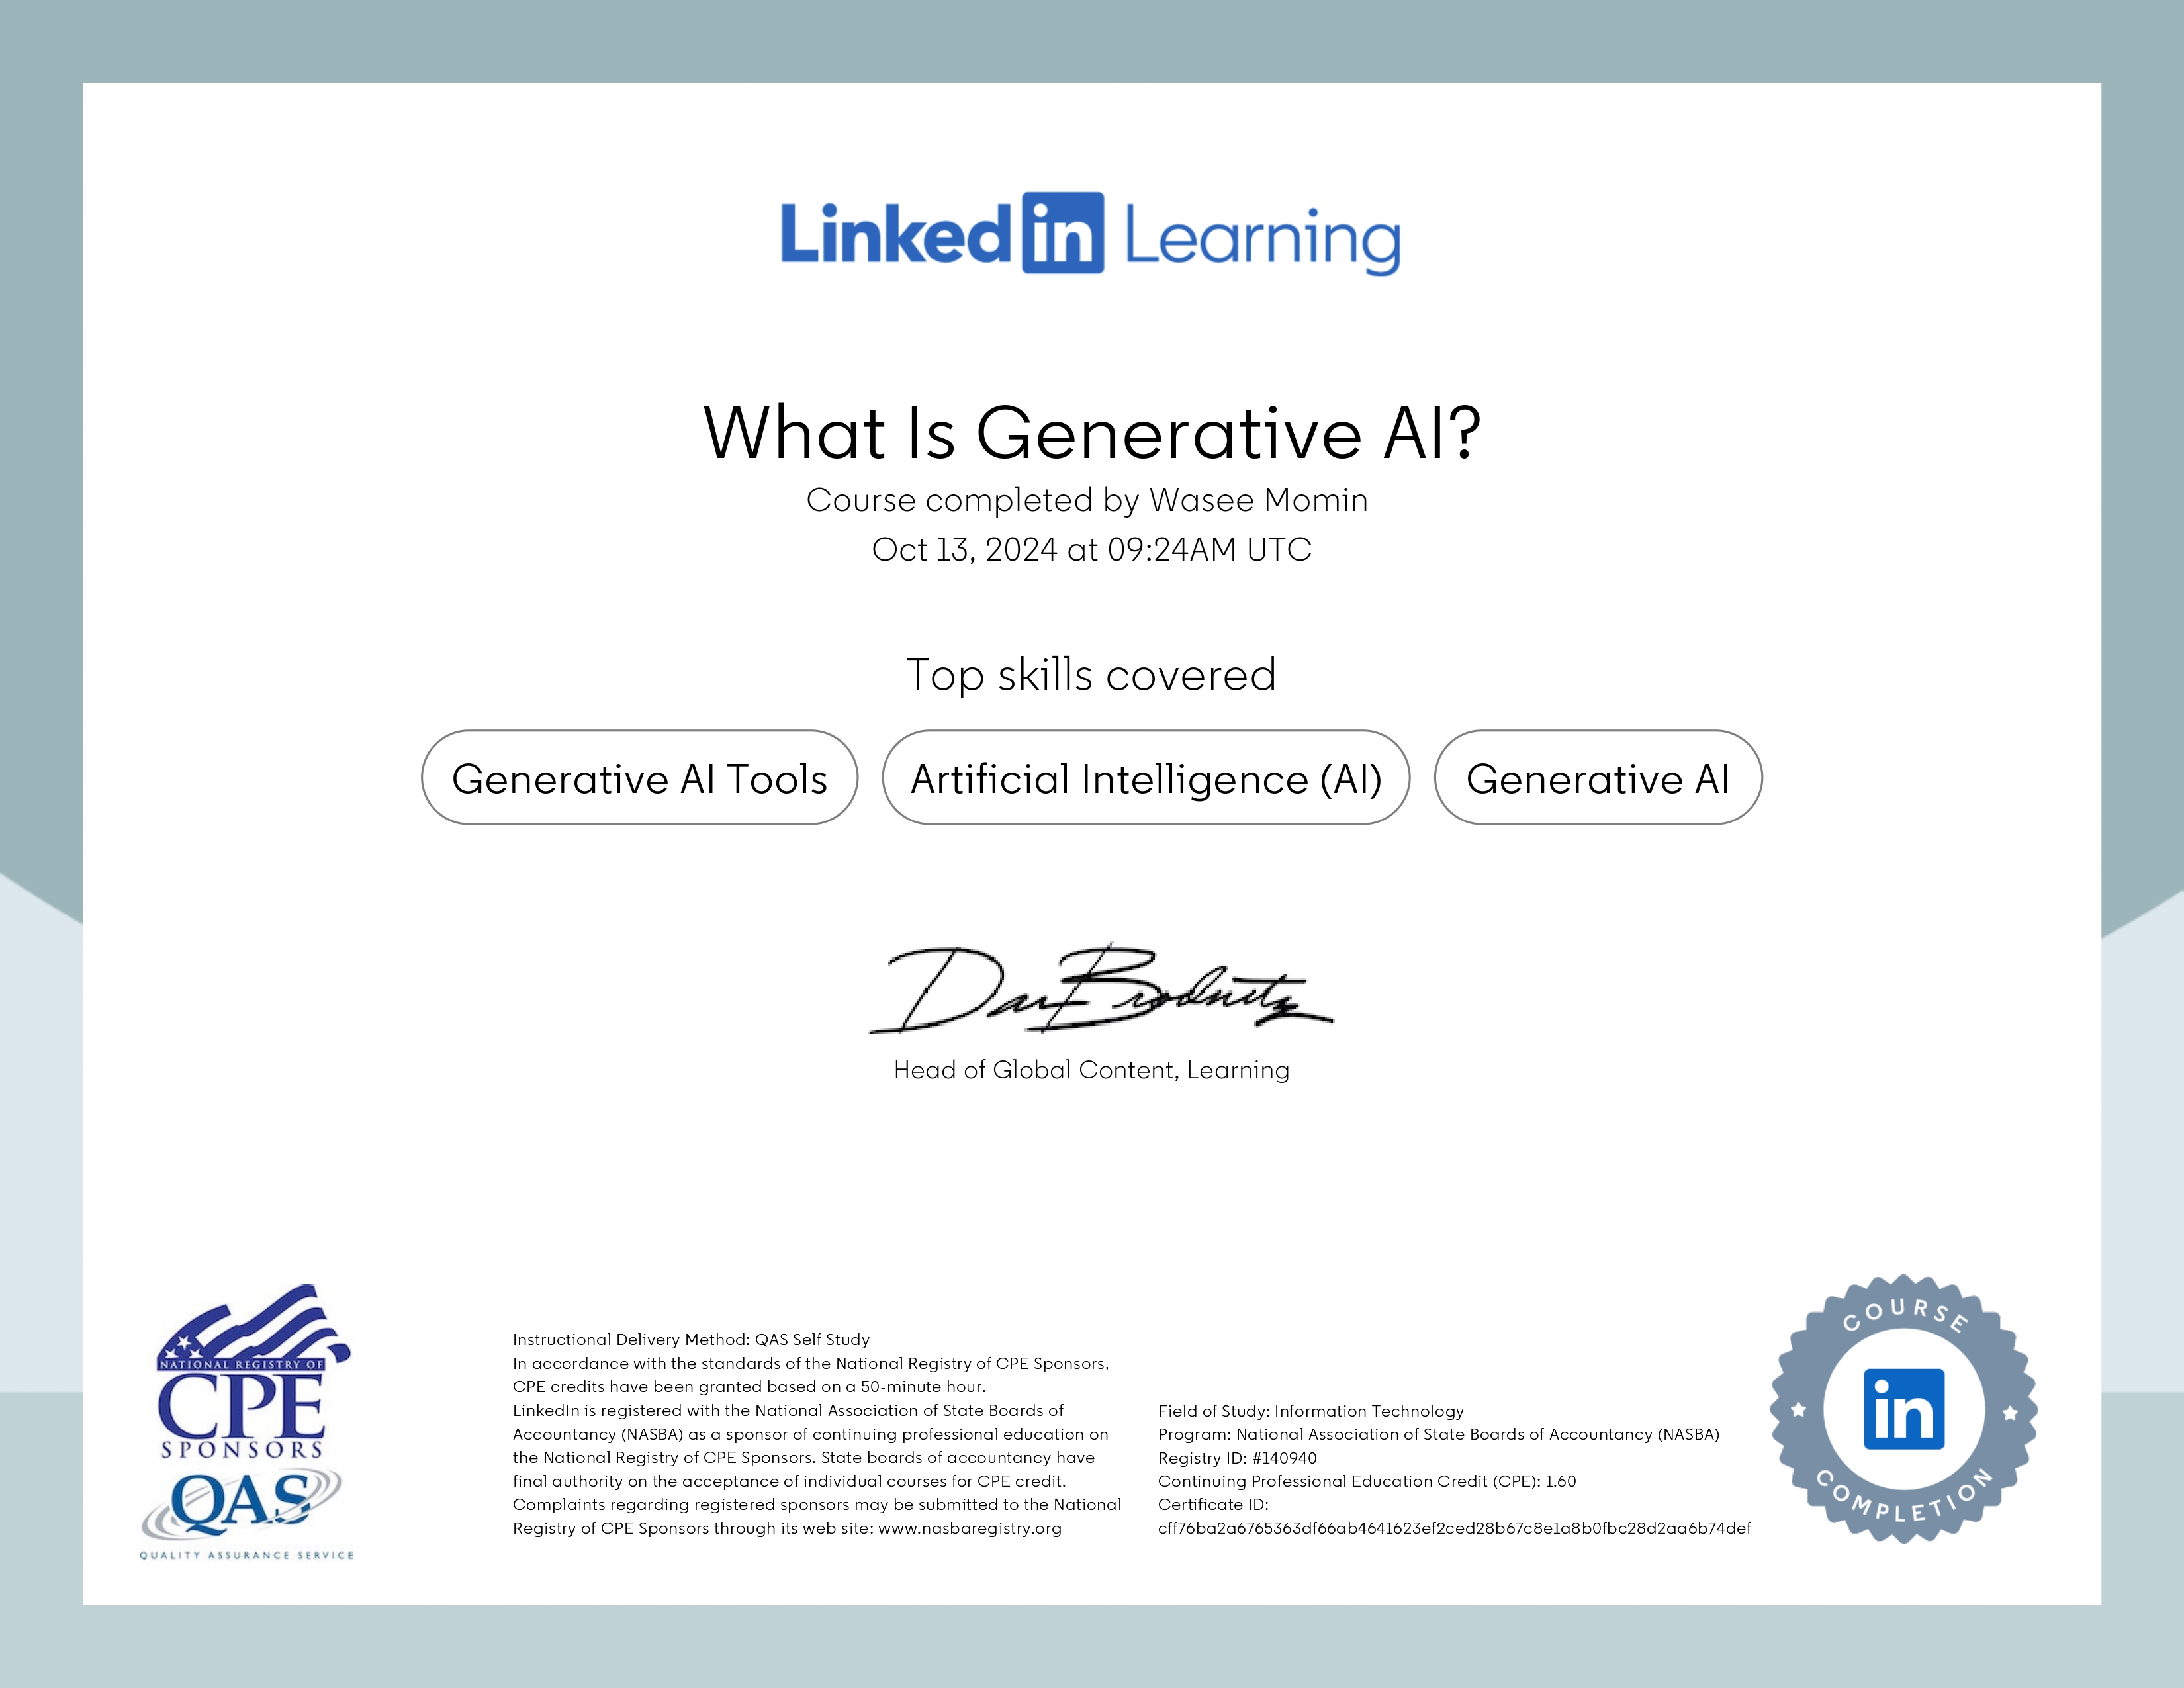 Linked in Learning
What Is Generative AI?
Course completed by Wasee Momin
Oct 13, 2024 at 09:24AM UTC
Top skills covered
Generative AI Tools
Artificial Intelligence (AI)
Generative AI
Dan Brodnitz
Head of Global Content, Learning
NATIONAL REGISTRY OF
CPE
SPONSORS
QAS
QUALITY ASSURANCE SERVICE
Instructional Delivery Method: QAS Self Study
In accordance with the standards of the National Registry of CPE Sponsors,
CPE credits have been granted based on a 50-minute hour.
LinkedIn is registered with the National Association of State Boards of
Accountancy (NASBA) as a sponsor of continuing professional education on
the National Registry of CPE Sponsors. State boards of accountancy have
final authority on the acceptance of individual courses for CPE credit.
Complaints regarding registered sponsors may be submitted to the National
Registry of CPE Sponsors through its web site: www.nasbaregistry.org
Field of Study: Information Technology
Program: National Association of State Boards of Accountancy (NASBA)
Registry ID: #140940
Continuing Professional Education Credit (CPE): 1.60
Certificate ID:
cff76ba2a6765363df66ab4641623ef2ced28b67c8e1a8b0fbc28d2aa6b74def
COURSE
in
COMPLETION